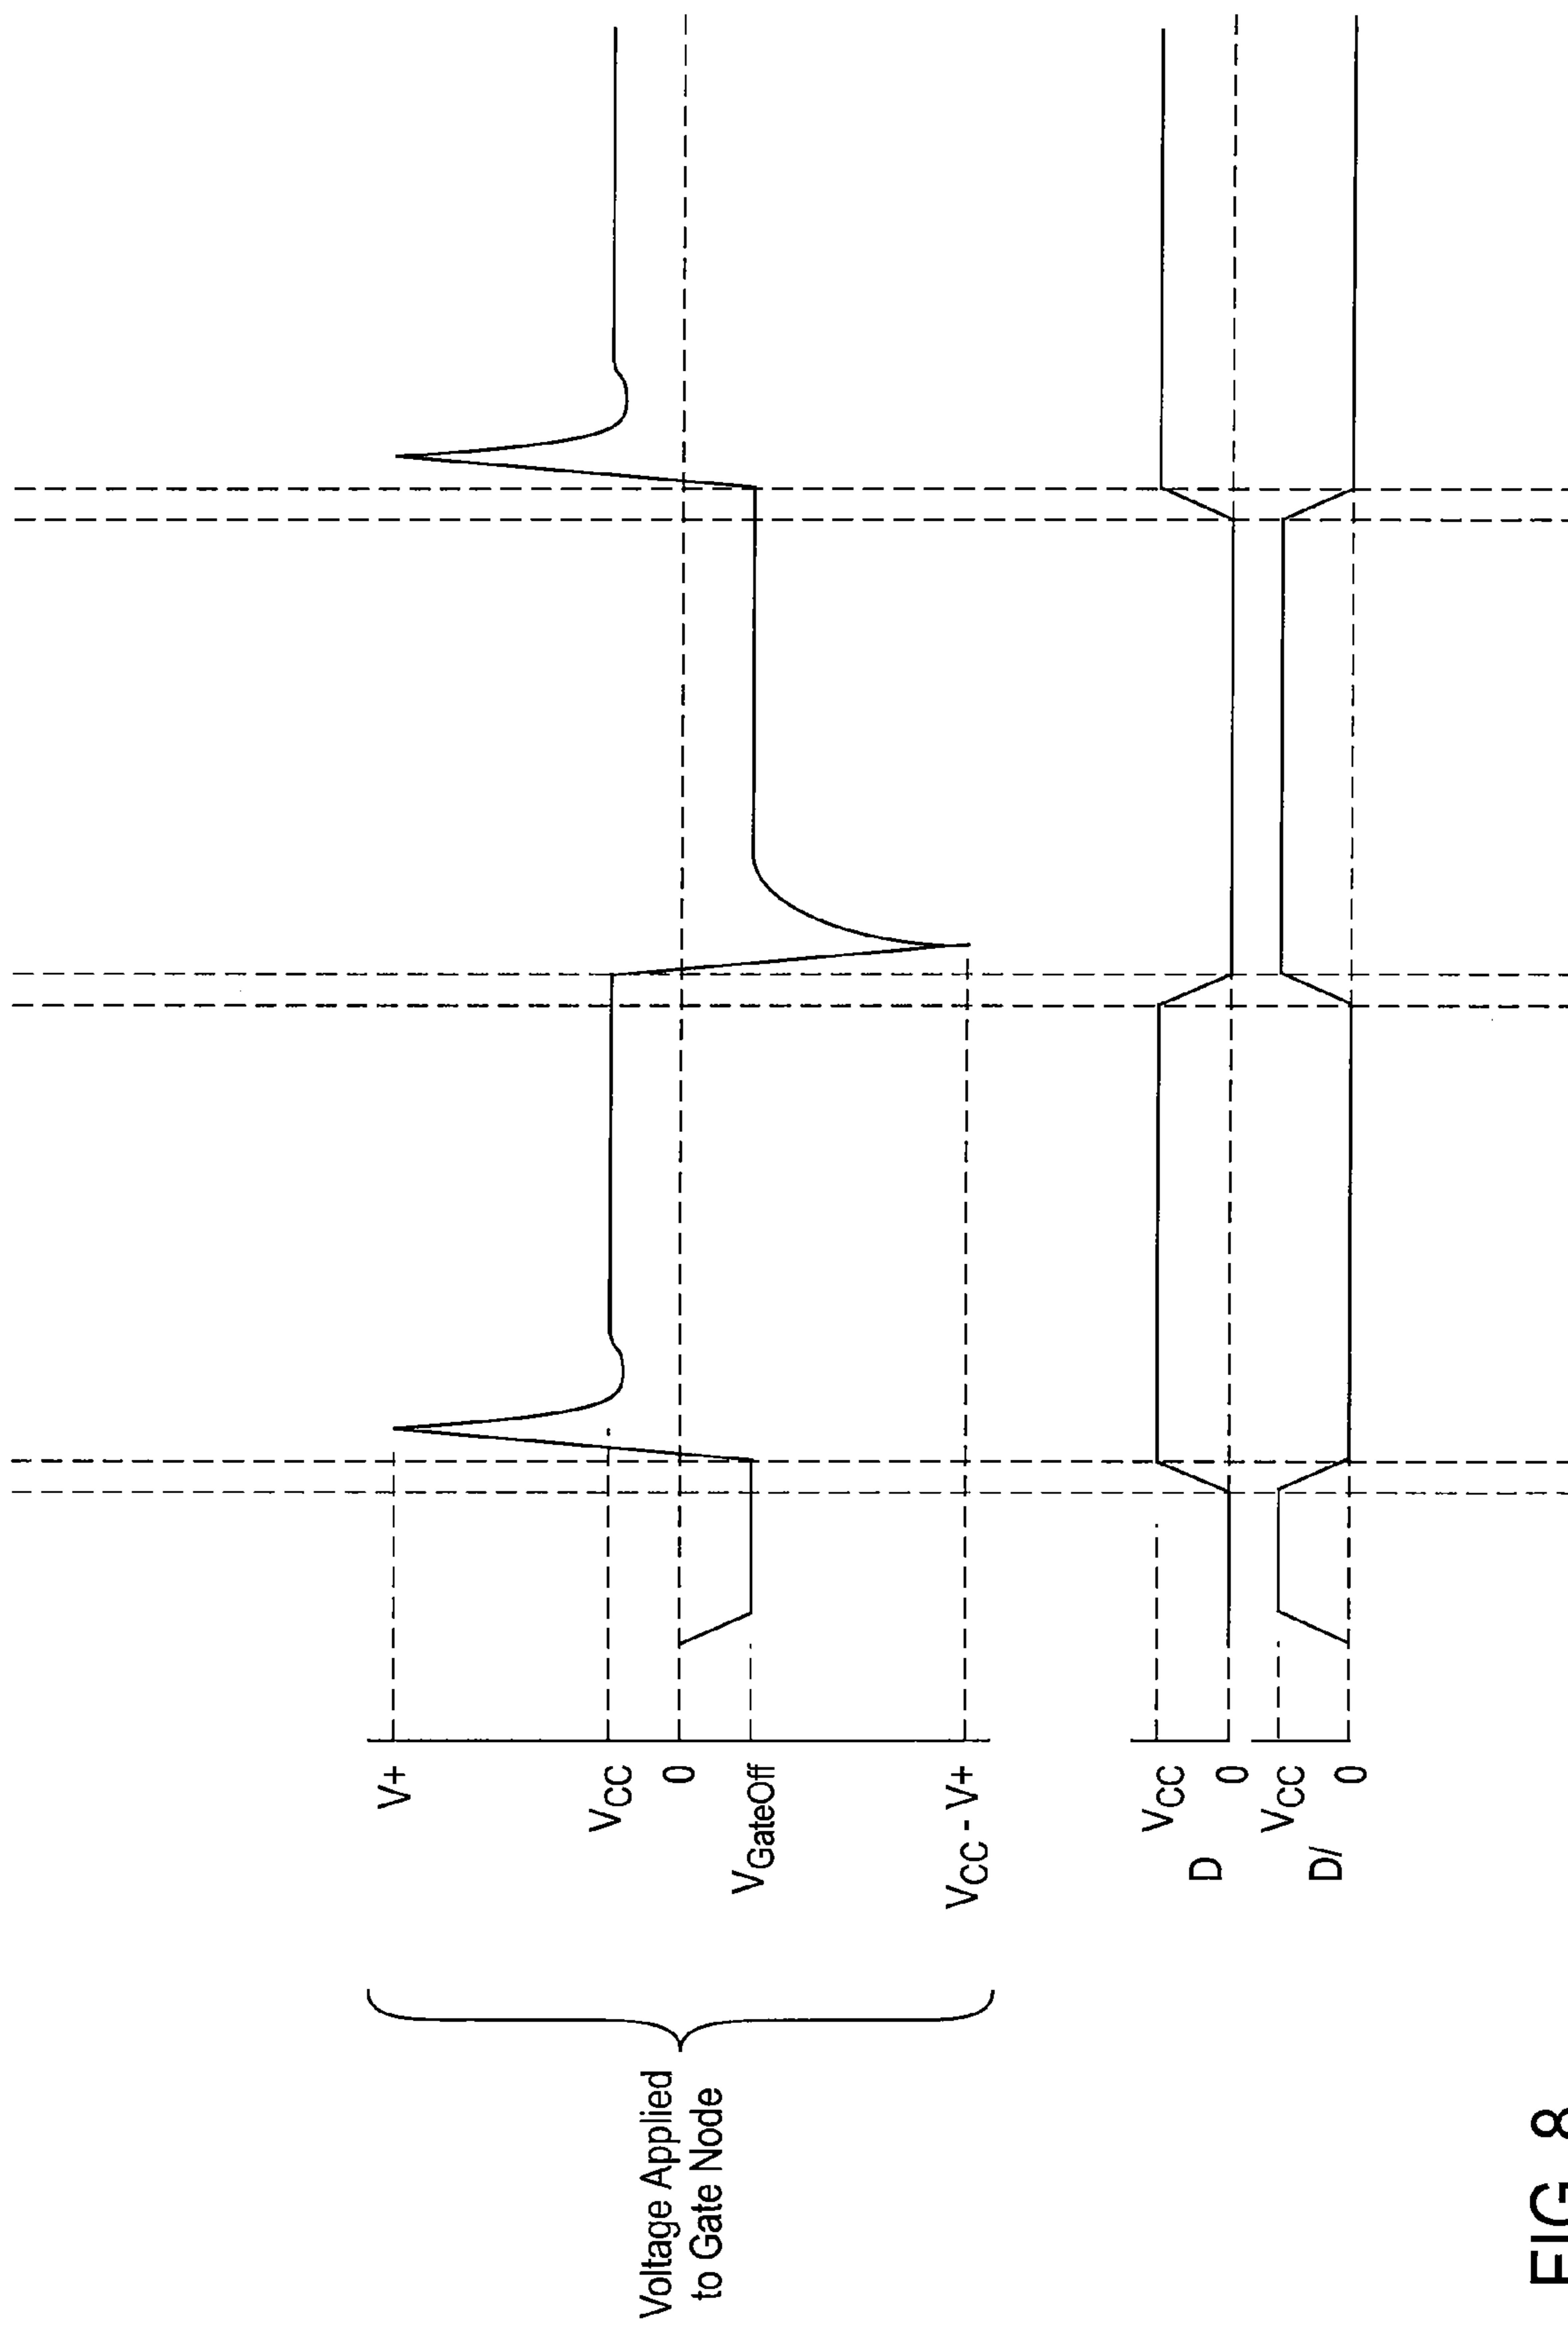 Voltage Applied
to Gate Node
V+
VCC
0
VGateOff
VCC - V+
D
VCC
0
D/
VCC
0
FIG. 8